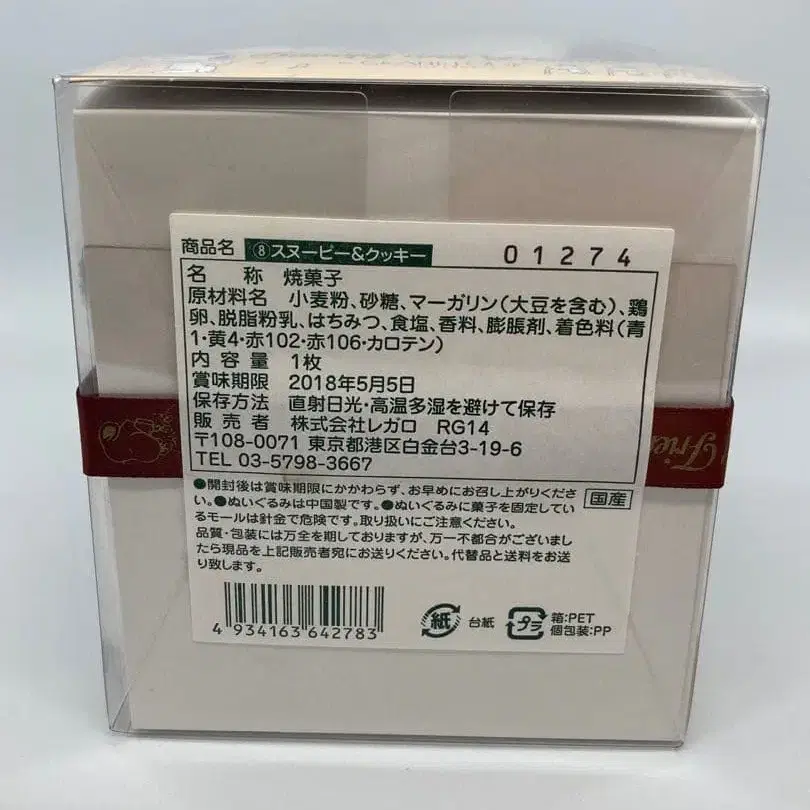 商品名 ⑧スヌーピー&クッキー 01274
名称 焼菓子
原材料名 小麦粉、砂糖、マーガリン(大豆を含む)、鶏
卵、脱脂粉乳、はちみつ、食塩、香料、膨脹剤、着色料(青
1・黄4・赤102・赤106・カロテン)
内容量 1枚
賞味期限 2018年5月5日
保存方法 直射日光・高温多湿を避けて保存
販売者 株式会社レガロ RG14
〒108-0071 東京都港区白金台3-19-6
TEL 03-5798-3667
●開封後は賞味期限にかかわらず、お早めにお召し上がりくださ
い。●ぬいぐるみは中国製です。●ぬいぐるみに菓子を固定してい
るモールは針金で危険です。取り扱いにご注意ください。
国産
品質・包装には万全を期しておりますが、万一不都合がございまし
たら現品を上記販売者宛にお送りください。代替品と送料をお送
り致します。
4 934163 642783
紙 台紙
プラ 箱:PET
個包装:PP
Frie